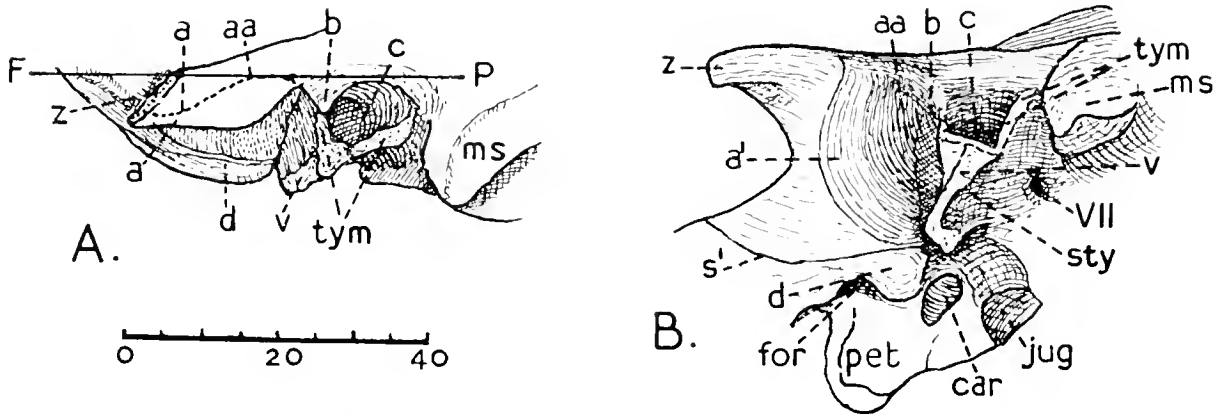 a aa b c
F P
z
a' d v tym ms
A.
0 20 40
aa b c tym
z ms
a' v
VII
s' sty
d
B.
for pet car jug